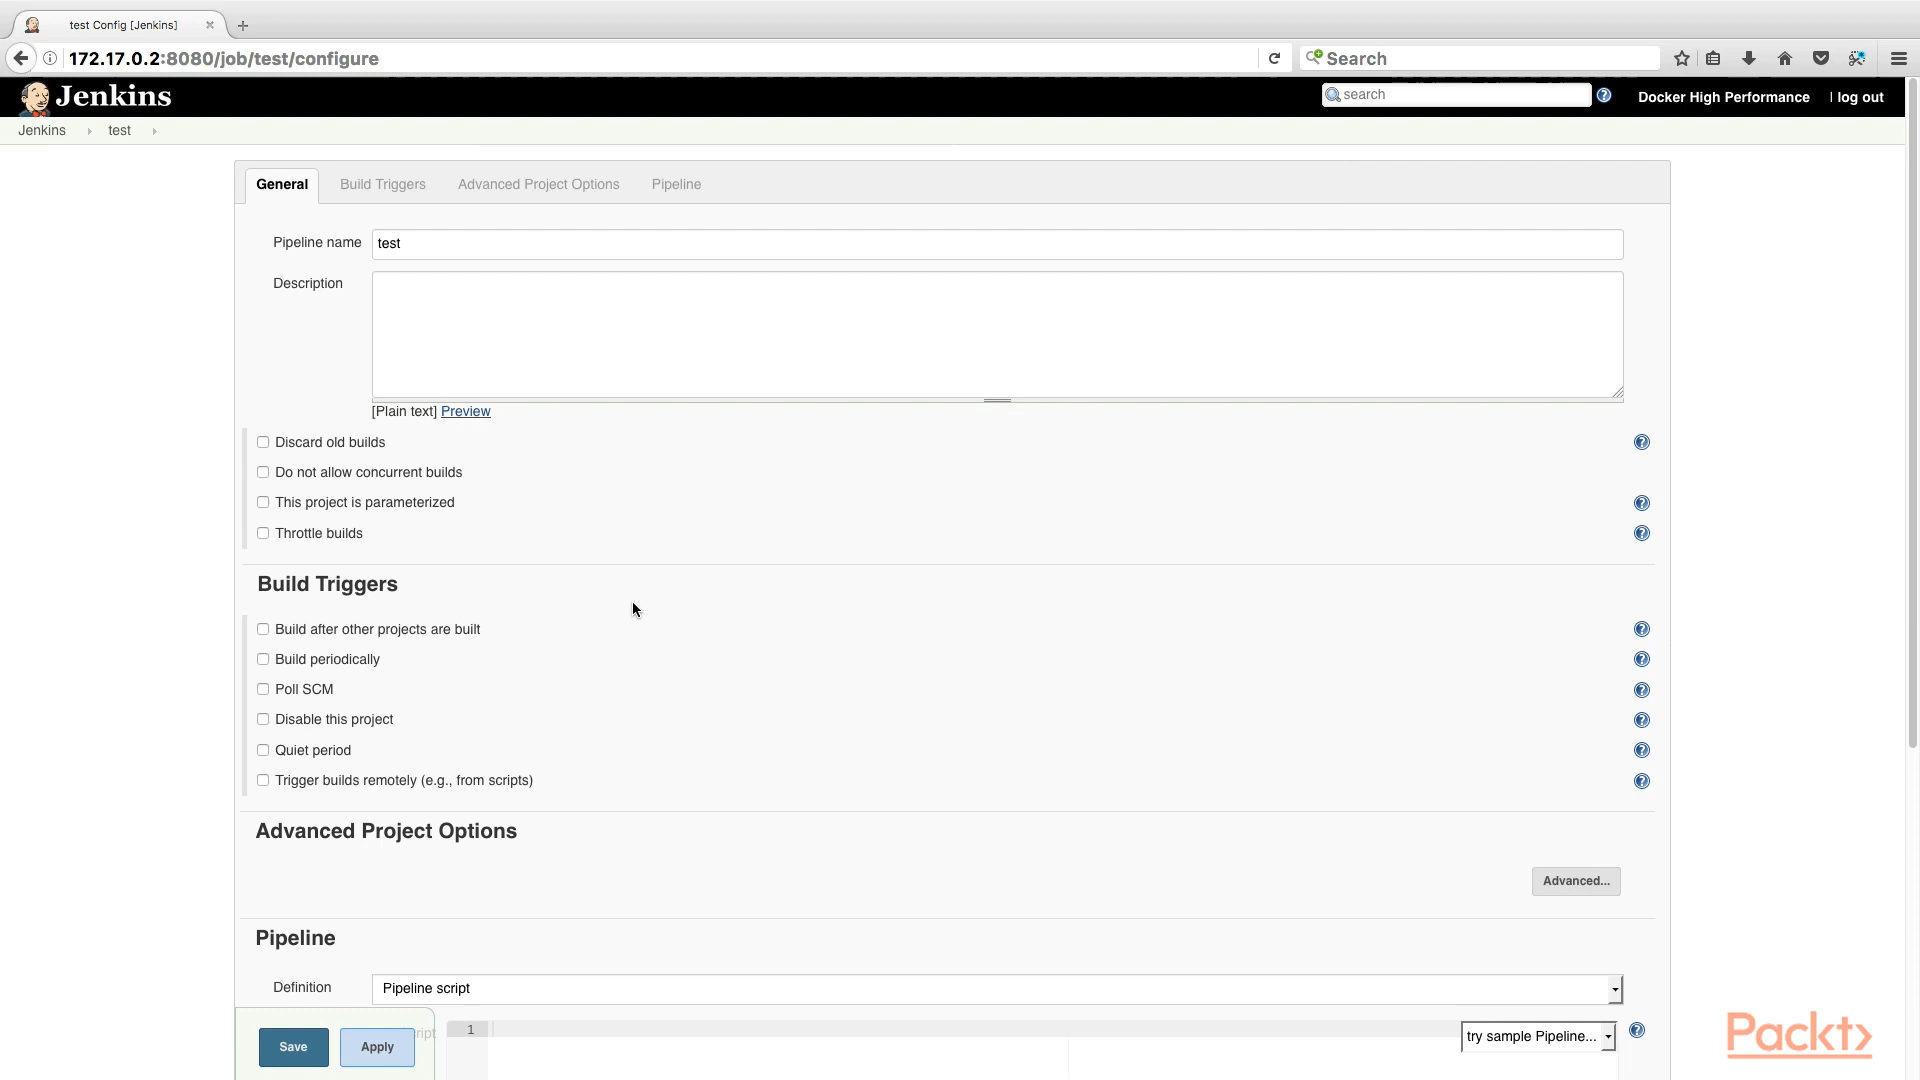 test Config [Jenkins]
172.17.0.2:8080/job/test/configure
Search
Jenkins
search
Docker High Performance
| log out
Jenkins
test
General
Build Triggers
Advanced Project Options
Pipeline
Pipeline name
test
Description
[Plain text] Preview
Discard old builds
Do not allow concurrent builds
This project is parameterized
Throttle builds
Build Triggers
Build after other projects are built
Build periodically
Poll SCM
Disable this project
Quiet period
Trigger builds remotely (e.g., from scripts)
Advanced Project Options
Advanced...
Pipeline
Definition
Pipeline script
1
try sample Pipeline...
Save
Apply
Packt>